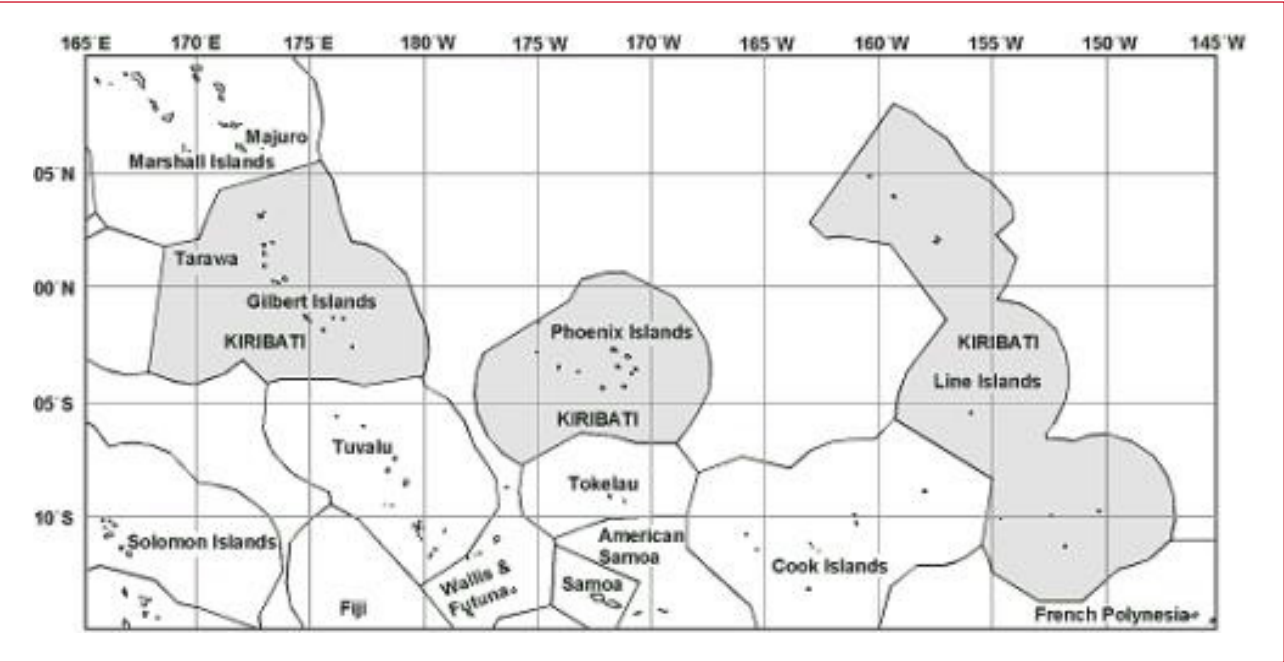 165°E 170°E 175°E 180°W 175°W 170°W 165°W 160°W 155°W 150°W 145°W
Majuro
Marshall Islands
05°N
Tarawa
00°N
Gilbert Islands
KIRIBATI
Phoenix Islands
KIRIBATI
KIRIBATI
Line Islands
05°S
Tuvalu
Tokelau
10°S
Solomon Islands
American
Samoa
Cook Islands
Samoa
Wallis &
Futuna
Fiji
French Polynesia